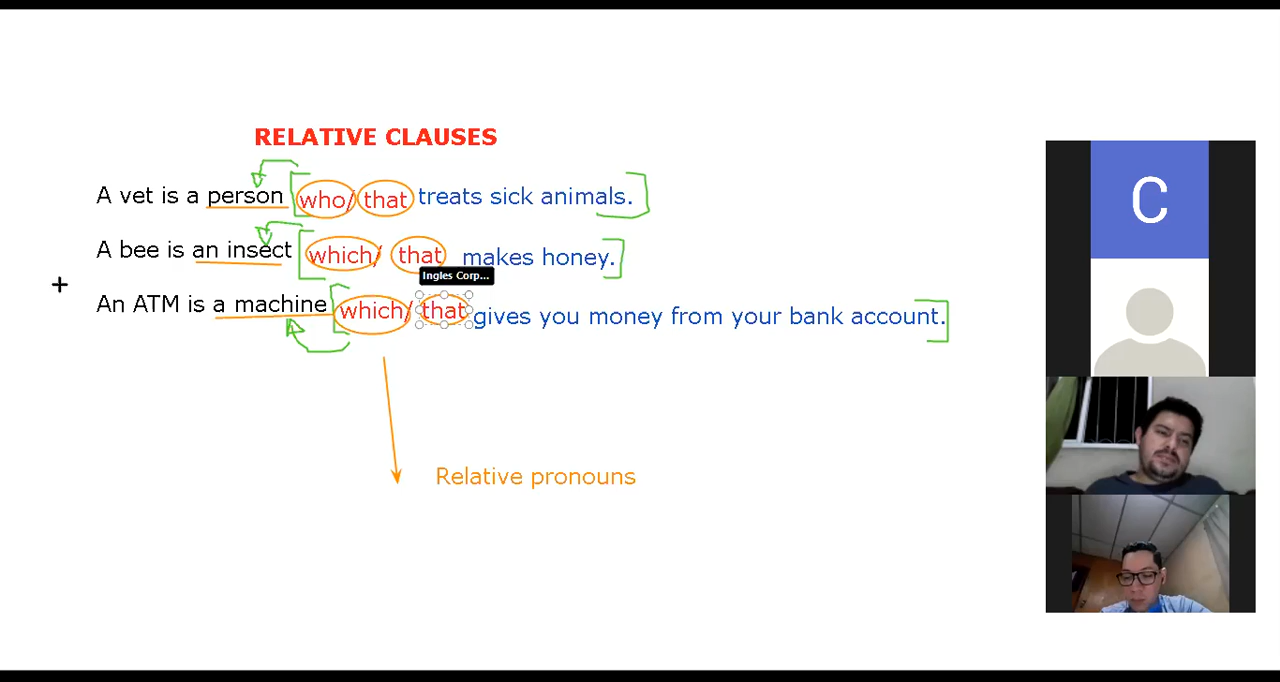 RELATIVE CLAUSES
A vet is a person who/ that treats sick animals.
A bee is an insect which/ that makes honey.
Ingles Corp...
An ATM is a machine which/ that gives you money from your bank account.
Relative pronouns
C